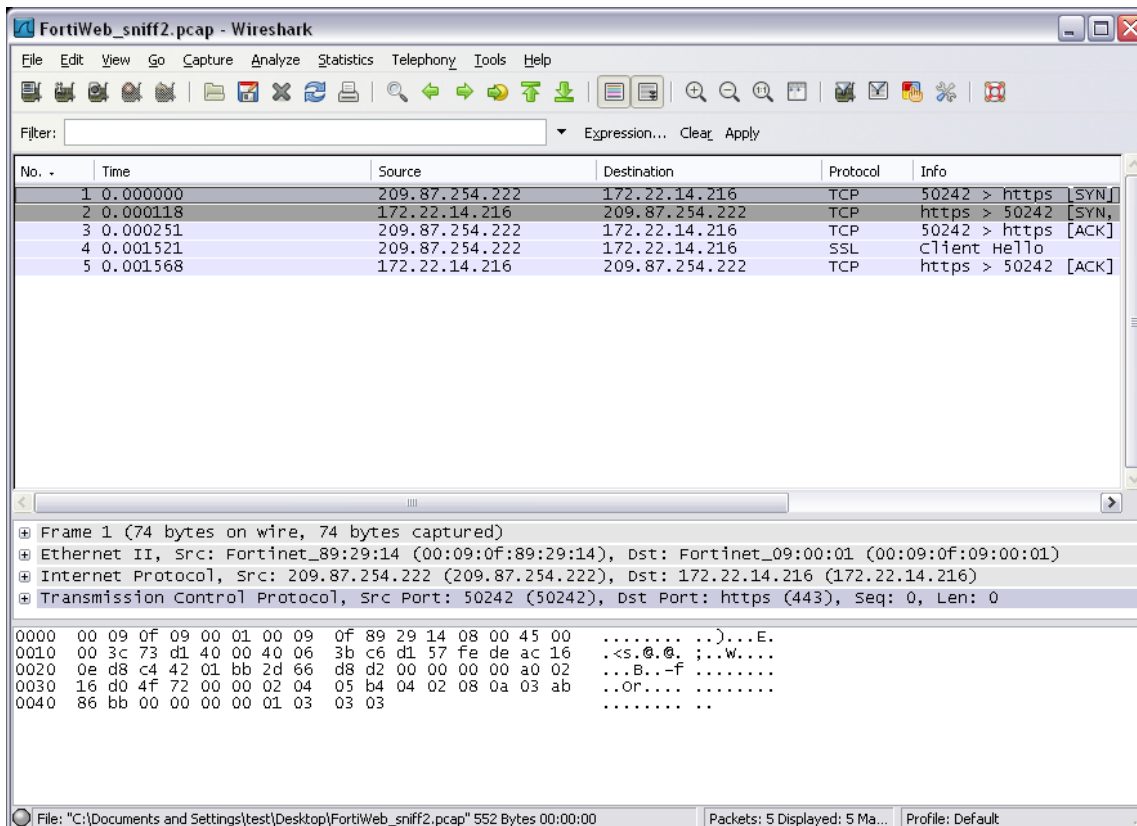 FortiWeb_sniff2.pcap - Wireshark
File Edit View Go Capture Analyze Statistics Telephony Tools Help
Filter: Expression... Clear Apply
No. - Time Source Destination Protocol Info
1 0.000000 209.87.254.222 172.22.14.216 TCP 50242 > https [SYN]
2 0.000118 172.22.14.216 209.87.254.222 TCP https > 50242 [SYN,
3 0.000251 209.87.254.222 172.22.14.216 TCP 50242 > https [ACK]
4 0.001521 209.87.254.222 172.22.14.216 SSL Client Hello
5 0.001568 172.22.14.216 209.87.254.222 TCP https > 50242 [ACK]
Frame 1 (74 bytes on wire, 74 bytes captured)
Ethernet II, Src: Fortinet_89:29:14 (00:09:0f:89:29:14), Dst: Fortinet_09:00:01 (00:09:0f:09:00:01)
Internet Protocol, Src: 209.87.254.222 (209.87.254.222), Dst: 172.22.14.216 (172.22.14.216)
Transmission Control Protocol, Src Port: 50242 (50242), Dst Port: https (443), Seq: 0, Len: 0
0000 00 09 0f 09 00 01 00 09 0f 89 29 14 08 00 45 00 ........ ..)...E.
0010 00 3c 73 d1 40 00 40 06 3b c6 d1 57 fe de ac 16 .<s.@.@. ;..W....
0020 0e d8 c4 42 01 bb 2d 66 d8 d2 00 00 00 00 a0 02 ...B..-f ........
0030 16 d0 4f 72 00 00 02 04 05 b4 04 02 08 0a 03 ab ..Or.... ........
0040 86 bb 00 00 00 00 01 03 03 03 ........ ..
File: "C:\Documents and Settings\test\Desktop\FortiWeb_sniff2.pcap" 552 Bytes 00:00:00 Packets: 5 Displayed: 5 Ma... Profile: Default